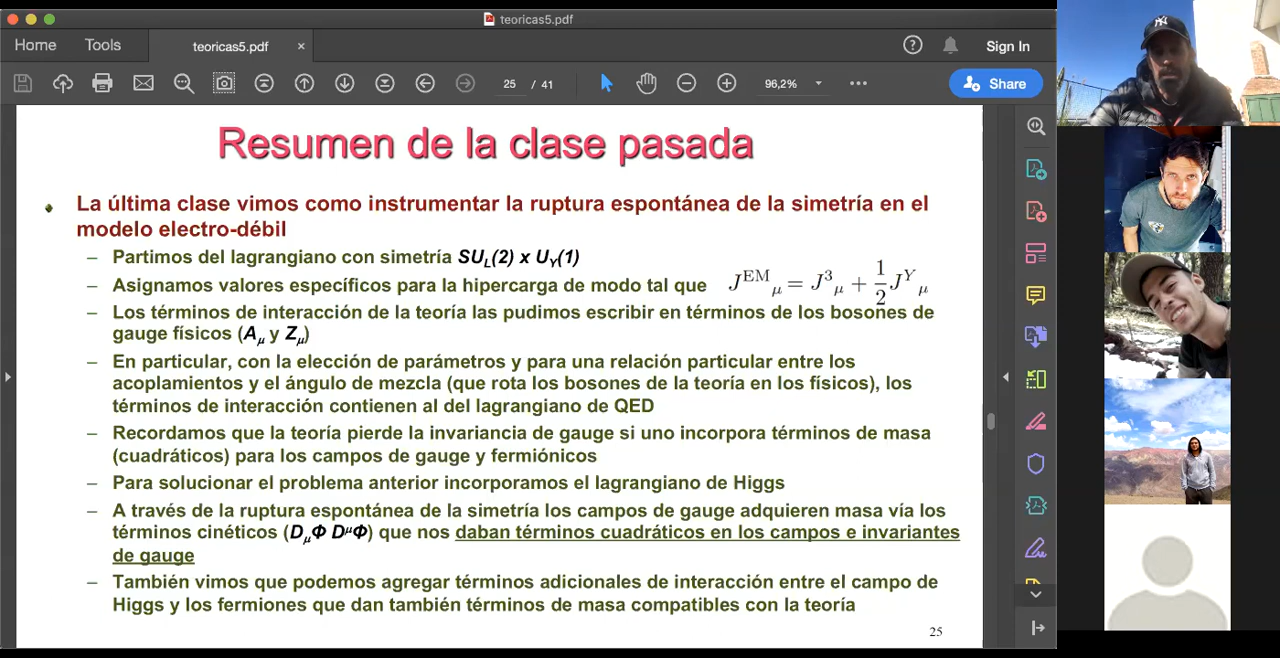 teoricas5.pdf
Home Tools teoricas5.pdf × Sign In
25 / 41 96,2% Share
Resumen de la clase pasada
La última clase vimos como instrumentar la ruptura espontánea de la simetría en el
modelo electro-débil
– Partimos del lagrangiano con simetría SU_L(2) x U_Y(1)
– Asignamos valores específicos para la hipercarga de modo tal que J^EM_μ = J^3_μ + 1/2 J^Y_μ
– Los términos de interacción de la teoría las pudimos escribir en términos de los bosones de
gauge físicos (A_μ y Z_μ)
– En particular, con la elección de parámetros y para una relación particular entre los
acoplamientos y el ángulo de mezcla (que rota los bosones de la teoría en los físicos), los
términos de interacción contienen al del lagrangiano de QED
– Recordamos que la teoría pierde la invariancia de gauge si uno incorpora términos de masa
(cuadráticos) para los campos de gauge y fermiónicos
– Para solucionar el problema anterior incorporamos el lagrangiano de Higgs
– A través de la ruptura espontánea de la simetría los campos de gauge adquieren masa vía los
términos cinéticos (D_μΦ D^μΦ) que nos daban términos cuadráticos en los campos e invariantes
de gauge
– También vimos que podemos agregar términos adicionales de interacción entre el campo de
Higgs y los fermiones que dan también términos de masa compatibles con la teoría
25